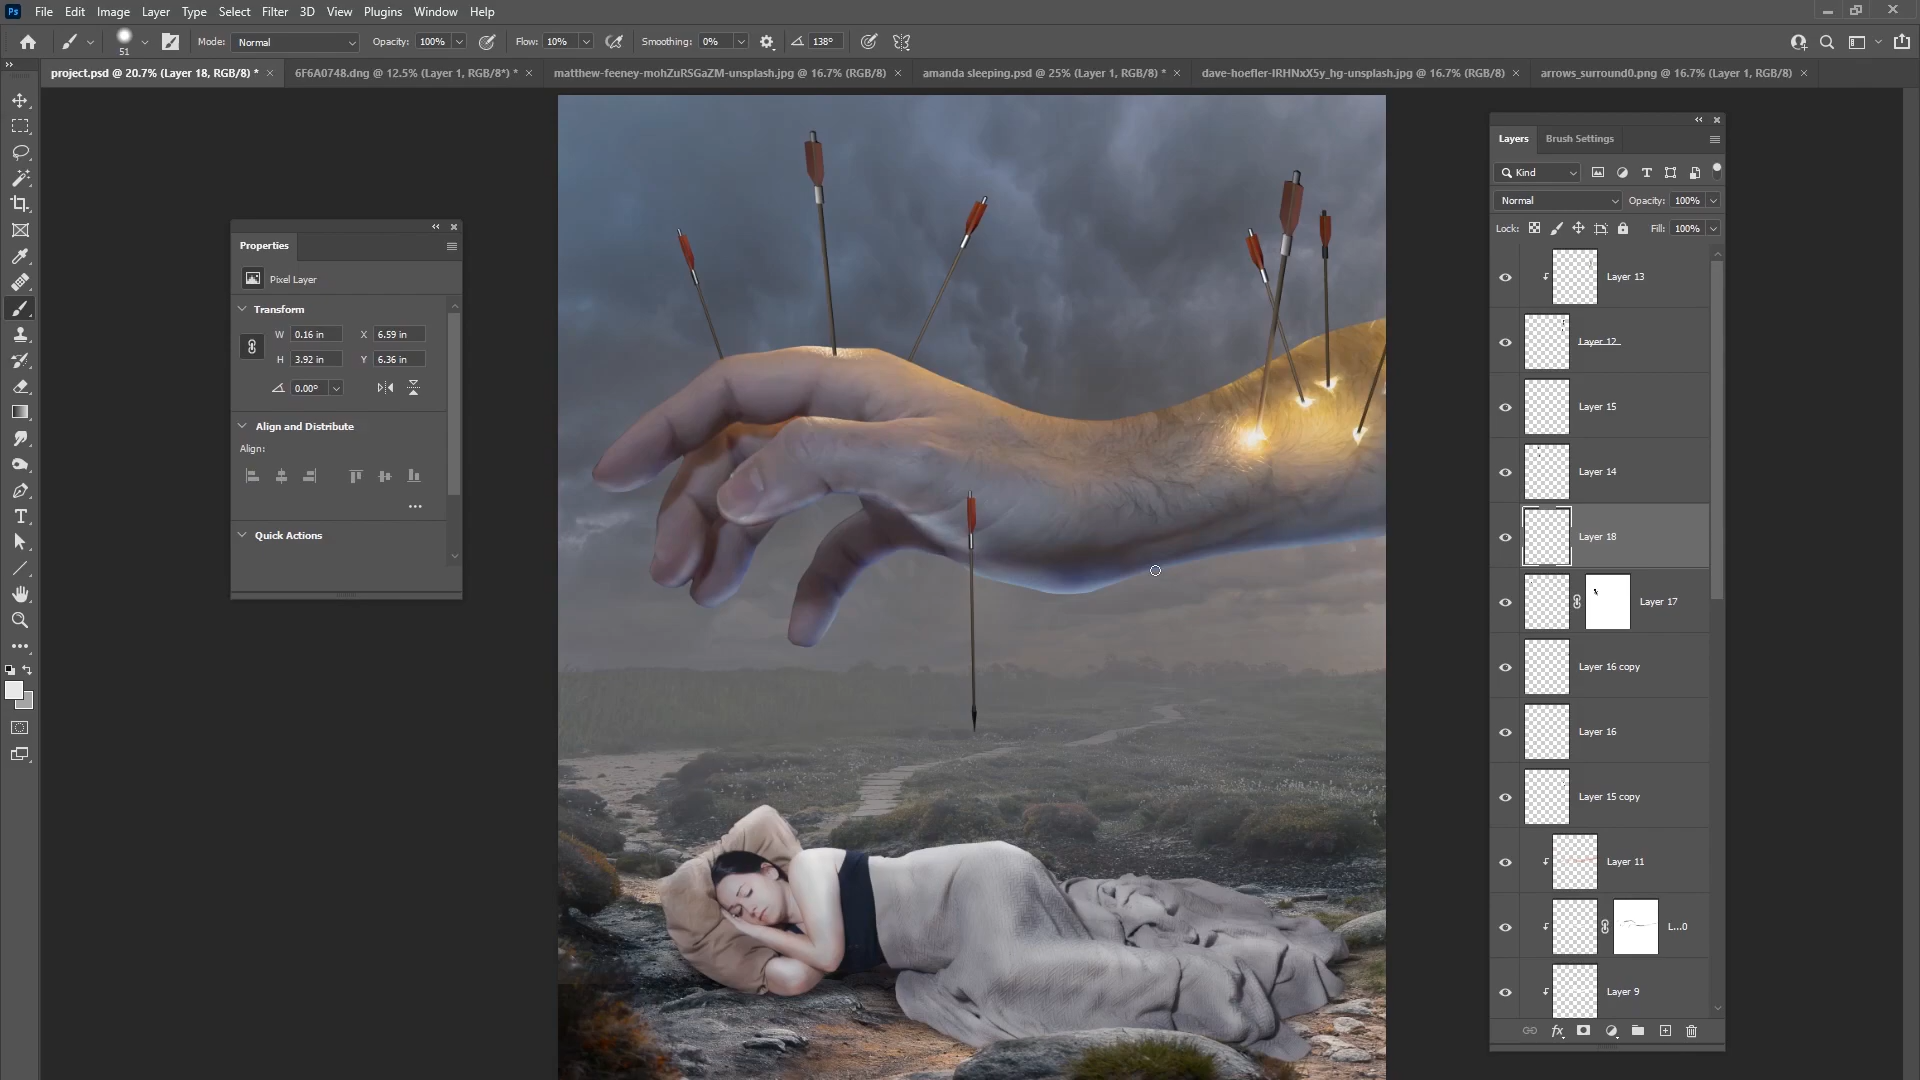 Ps File Edit Image Layer Type Select Filter 3D View Plugins Window Help
51 Mode: Normal Opacity: 100% Flow: 10% Smoothing: 0% 138°
project.psd @ 20.7% (Layer 18, RGB/8) * × 6F6A0748.dng @ 12.5% (Layer 1, RGB/8*) * × matthew-feeney-mohZuRSGaZM-unsplash.jpg @ 16.7% (RGB/8) × amanda sleeping.psd @ 25% (Layer 1, RGB/8) * × dave-hoefler-IRHNxX5y_hg-unsplash.jpg @ 16.7% (RGB/8) × arrows_surround0.png @ 16.7% (Layer 1, RGB/8) ×
Properties
Pixel Layer
Transform
W 0.16 in X 6.59 in
H 3.92 in Y 6.36 in
0.00°
Align and Distribute
Align:
Quick Actions
Layers Brush Settings
Kind
Normal Opacity: 100%
Lock: Fill: 100%
Layer 13
Layer 12
Layer 15
Layer 14
Layer 18
Layer 17
Layer 16 copy
Layer 16
Layer 15 copy
Layer 11
L...0
Layer 9
fx